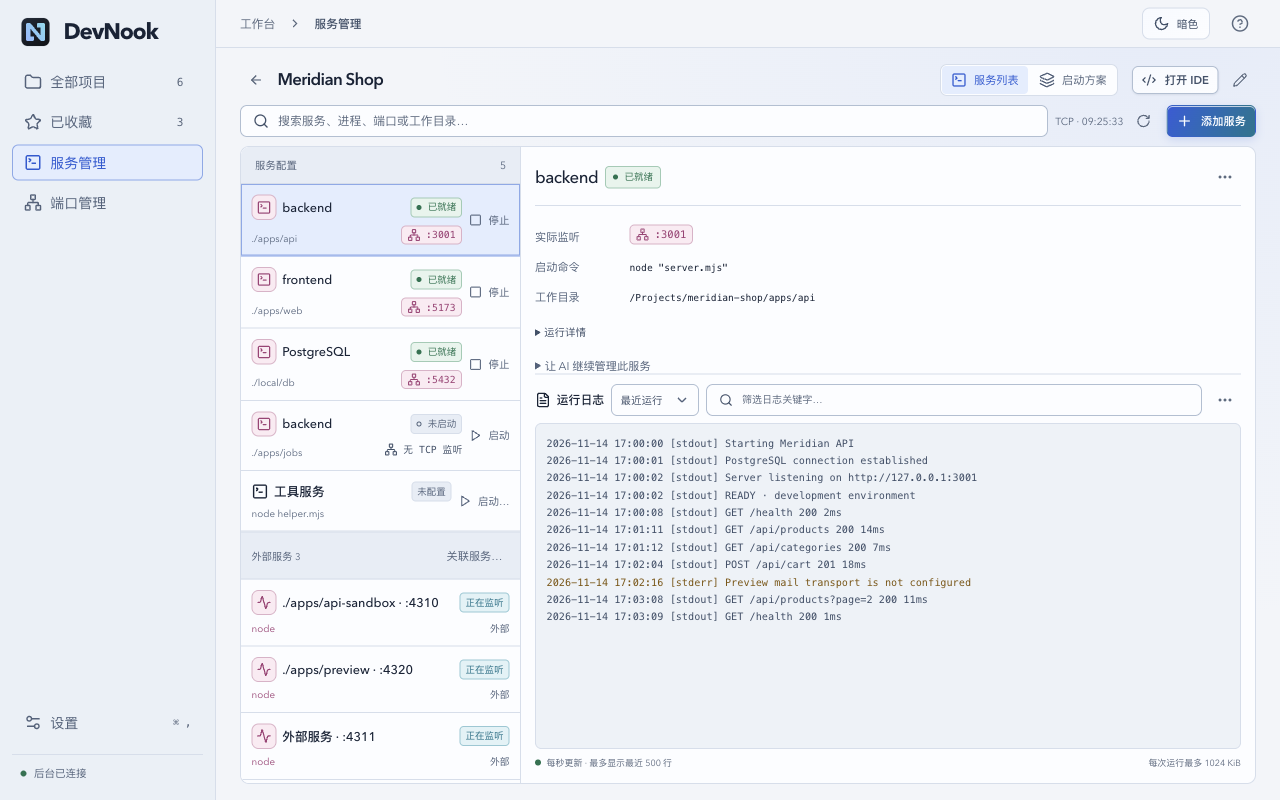 DevNook
全部项目 6
已收藏 3
服务管理
端口管理
设置 ⌘ ,
后台已连接
工作台 > 服务管理
暗色
Meridian Shop
服务列表
启动方案
打开 IDE
搜索服务、进程、端口或工作目录...
TCP · 09:25:33
添加服务
服务配置 5
backend 已就绪
./apps/api :3001 停止
frontend 已就绪
./apps/web :5173 停止
PostgreSQL 已就绪
./local/db :5432 停止
backend 未启动
./apps/jobs 无 TCP 监听 启动
工具服务 未配置
node helper.mjs 启动...
外部服务 3 关联服务...
./apps/api-sandbox · :4310 正在监听
node 外部
./apps/preview · :4320 正在监听
node 外部
外部服务 · :4311 正在监听
node 外部
backend 已就绪
实际监听 :3001
启动命令 node "server.mjs"
工作目录 /Projects/meridian-shop/apps/api
运行详情
让 AI 继续管理此服务
运行日志 最近运行 筛选日志关键字...
2026-11-14 17:00:00 [stdout] Starting Meridian API
2026-11-14 17:00:01 [stdout] PostgreSQL connection established
2026-11-14 17:00:02 [stdout] Server listening on http://127.0.0.1:3001
2026-11-14 17:00:02 [stdout] READY · development environment
2026-11-14 17:00:08 [stdout] GET /health 200 2ms
2026-11-14 17:01:11 [stdout] GET /api/products 200 14ms
2026-11-14 17:01:12 [stdout] GET /api/categories 200 7ms
2026-11-14 17:02:04 [stdout] POST /api/cart 201 18ms
2026-11-14 17:02:16 [stderr] Preview mail transport is not configured
2026-11-14 17:03:08 [stdout] GET /api/products?page=2 200 11ms
2026-11-14 17:03:09 [stdout] GET /health 200 1ms
每秒更新 · 最多显示最近 500 行
每次运行最多 1024 KiB